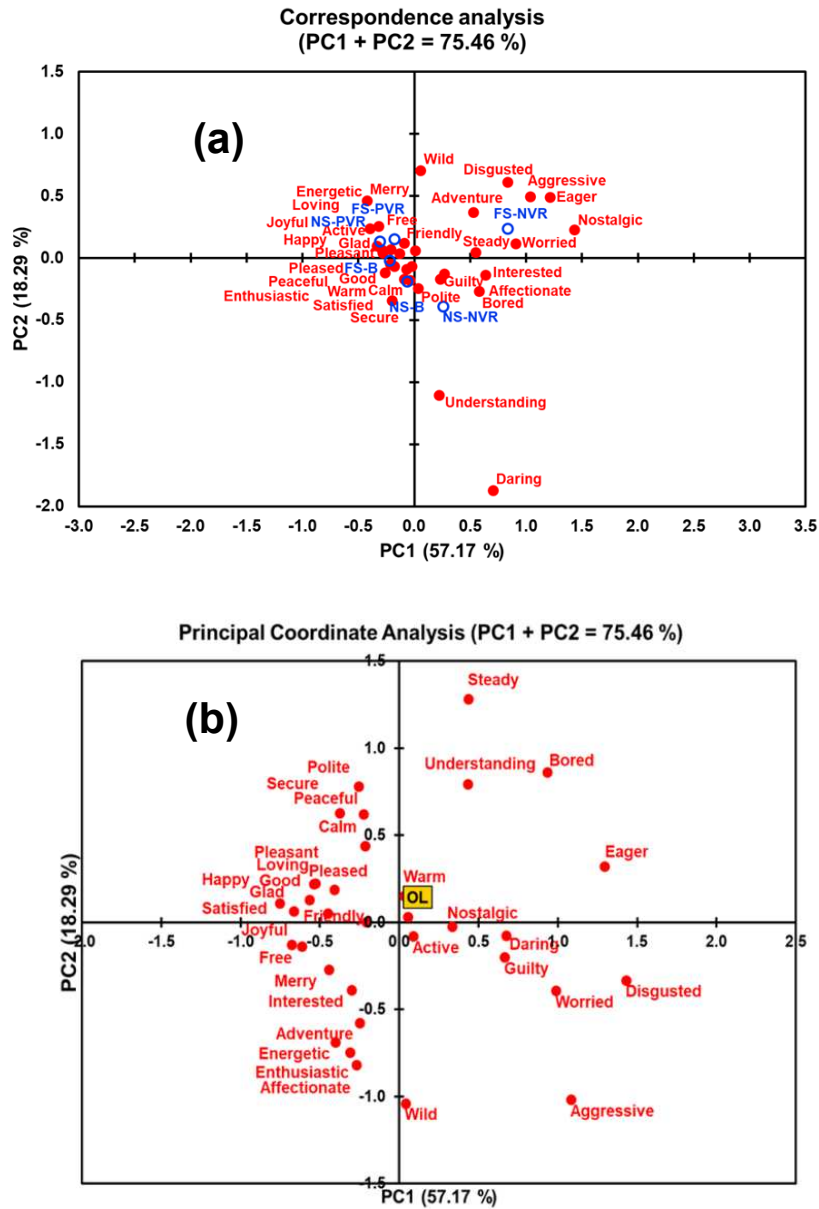 Correspondence analysis
(PC1 + PC2 = 75.46 %)
(a)
1.5
1.0
0.5
0.0
-0.5
-1.0
-1.5
-2.0
PC2 (18.29 %)
Wild
Disgusted
Aggressive
Energetic Merry
Adventure Eager
Loving FS-PVR FS-NVR
Joyful NS-PVR Free Nostalgic
Active Friendly
Happy Glad Steady Worried
Pleasant
Pleased FS-B Interested
Peaceful Good Guilty
Enthusiastic Warm Calm Polite Affectionate
Satisfied NS-B Bored
Secure NS-NVR
Understanding
Daring
-3.0 -2.5 -2.0 -1.5 -1.0 -0.5 0.0 0.5 1.0 1.5 2.0 2.5 3.0 3.5
PC1 (57.17 %)
Principal Coordinate Analysis (PC1 + PC2 = 75.46 %)
(b)
1.5
1.0
0.5
0.0
-0.5
-1.0
-1.5
PC2 (18.29 %)
Steady
Polite Understanding Bored
Secure
Peaceful
Calm
Pleasant Eager
Loving Pleased
Happy Good Warm
Glad OL
Satisfied Friendly Nostalgic
Joyful Active Daring
Free Guilty
Merry Disgusted
Interested Worried
Adventure
Energetic
Enthusiastic
Affectionate Wild Aggressive
-2.0 -1.5 -1.0 -0.5 0.0 0.5 1.0 1.5 2.0 2.5
PC1 (57.17 %)